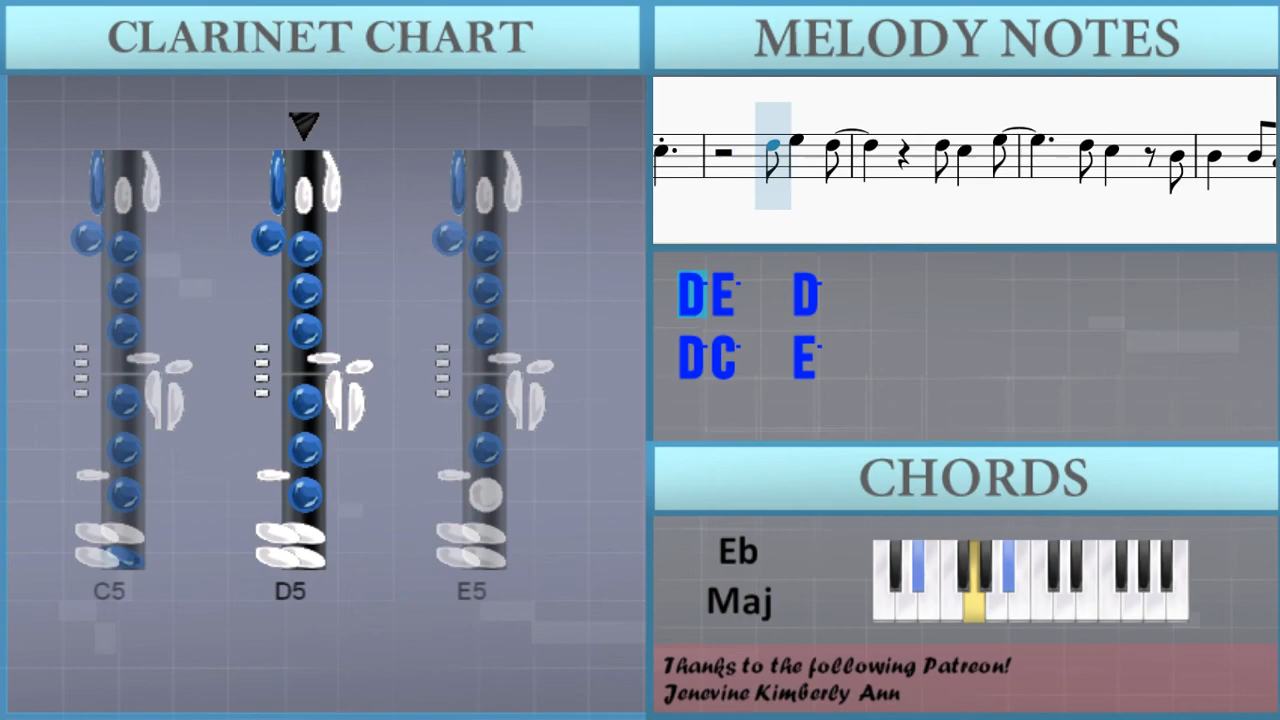 CLARINET CHART
C5 D5 E5
MELODY NOTES
DE D
DC E
CHORDS
Eb
Maj
Thanks to the following Patreon!
Jenevine Kimberly Ann